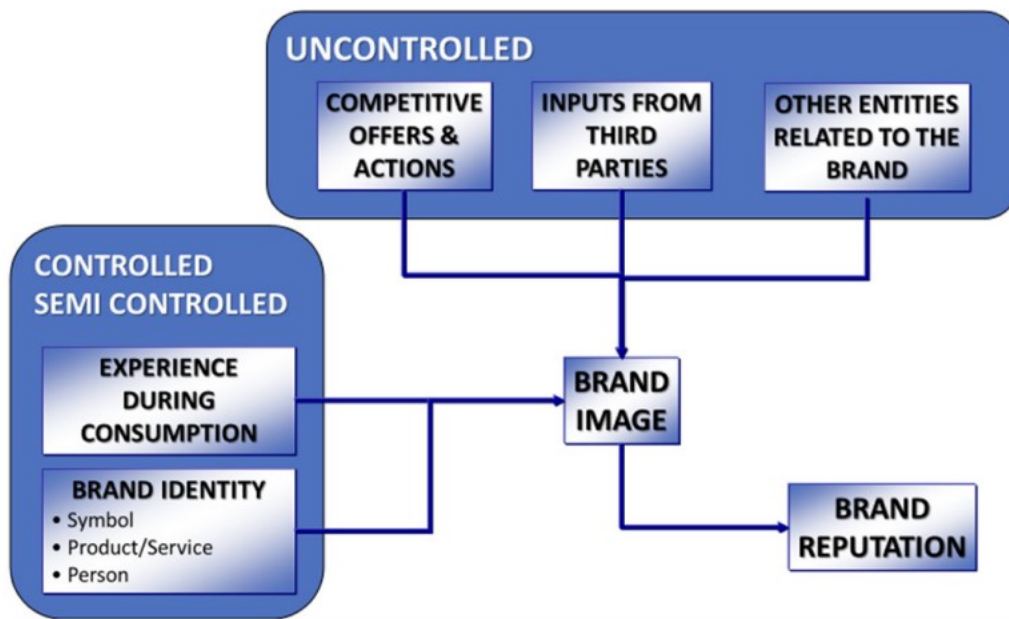 UNCONTROLLED
COMPETITIVE
OFFERS &
ACTIONS
INPUTS FROM
THIRD
PARTIES
OTHER ENTITIES
RELATED TO THE
BRAND
CONTROLLED
SEMI CONTROLLED
EXPERIENCE
DURING
CONSUMPTION
BRAND IDENTITY
• Symbol
• Product/Service
• Person
BRAND
IMAGE
BRAND
REPUTATION